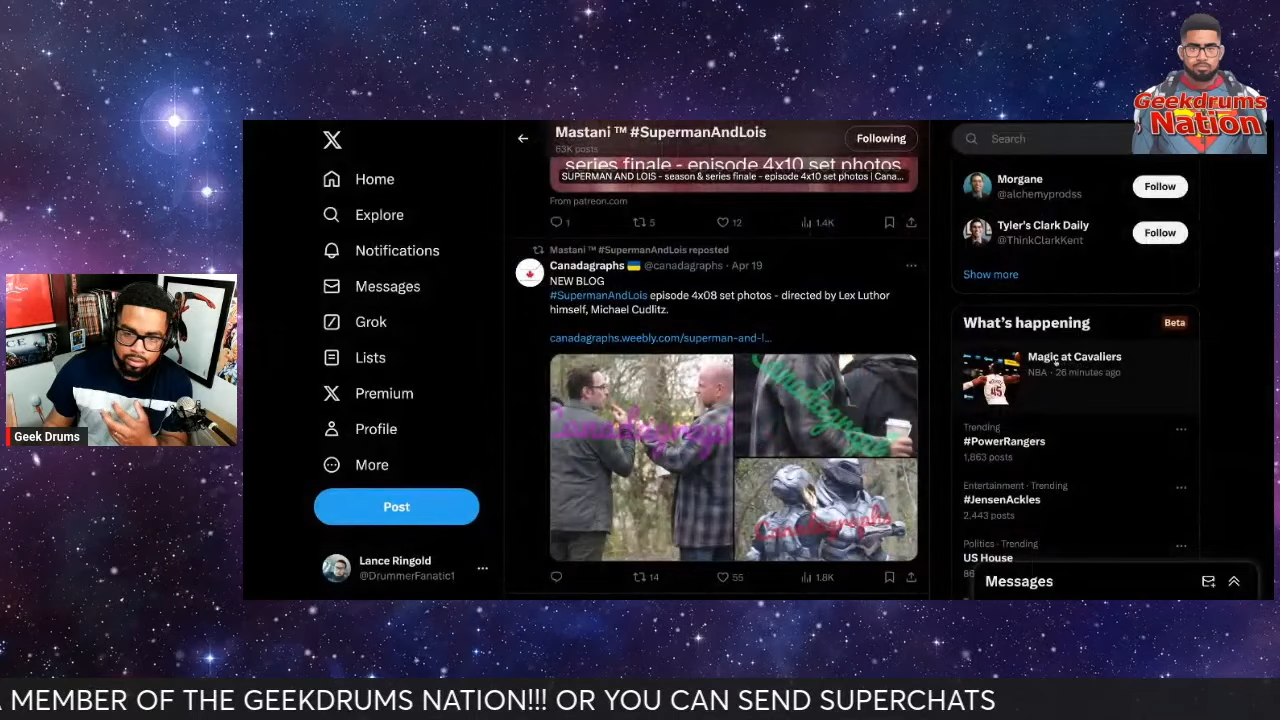 Geekdrums
Nation
Mastani ™ #SupermanAndLois
63K posts
Following
Search
series finale - episode 4x10 set photos
SUPERMAN AND LOIS - season & series finale - episode 4x10 set photos | Cana...
From patreon.com
1
5
12
1.4K
Home
Explore
Notifications
Messages
Grok
Lists
Premium
Profile
More
Post
Lance Ringold
@DrummerFanatic1
Mastani ™ #SupermanAndLois reposted
Canadagraphs 🇺🇦 @canadagraphs · Apr 19
NEW BLOG
#SupermanAndLois episode 4x08 set photos - directed by Lex Luthor
himself, Michael Cudlitz.
canadagraphs.weebly.com/superman-and-l...
Canadagraphs
Canadagraphs
Canadagraphs
14
55
1.8K
Morgane
@alchemyprodss
Follow
Tyler's Clark Daily
@ThinkClarkKent
Follow
Show more
What's happening
Beta
Magic at Cavaliers
NBA · 26 minutes ago
Trending
#PowerRangers
1,863 posts
Entertainment · Trending
#JensenAckles
2,443 posts
Politics · Trending
US House
Messages
Geek Drums
MEMBER OF THE GEEKDRUMS NATION!!! OR YOU CAN SEND SUPERCHATS